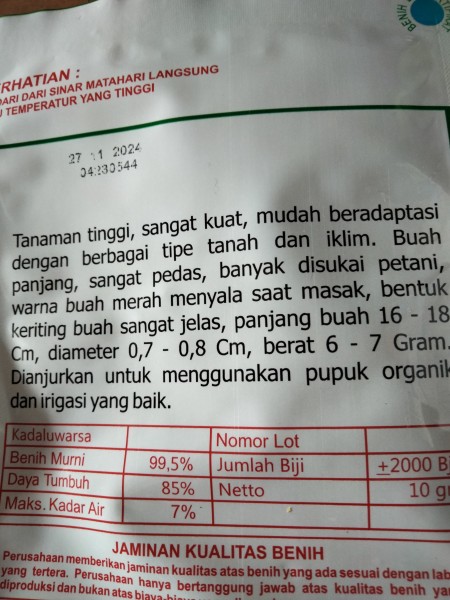 BENIH
RHATIAN :
DARI DARI SINAR MATAHARI LANGSUNG
TEMPERATUR YANG TINGGI
27 11 2024
Tanaman tinggi, sangat kuat, mudah beradaptasi
dengan berbagai tipe tanah dan iklim. Buah
panjang, sangat pedas, banyak disukai petani,
warna buah merah menyala saat masak, bentuk
keriting buah sangat jelas, panjang buah 16 - 18
Cm, diameter 0,7 - 0,8 Cm, berat 6 - 7 Gram.
Dianjurkan untuk menggunakan pupuk organik
dan irigasi yang baik.
Kadaluwarsa Nomor Lot
Benih Murni 99,5% Jumlah Biji ±2000 B
Daya Tumbuh 85% Netto 10 g
Maks. Kadar Air 7%
JAMINAN KUALITAS BENIH
Perusahaan memberikan jaminan kualitas atas benih yang ada sesuai dengan lab
yang tertera. Perusahaan hanya bertanggung jawab atas kualitas benih yan
diproduksi dan bukan atas